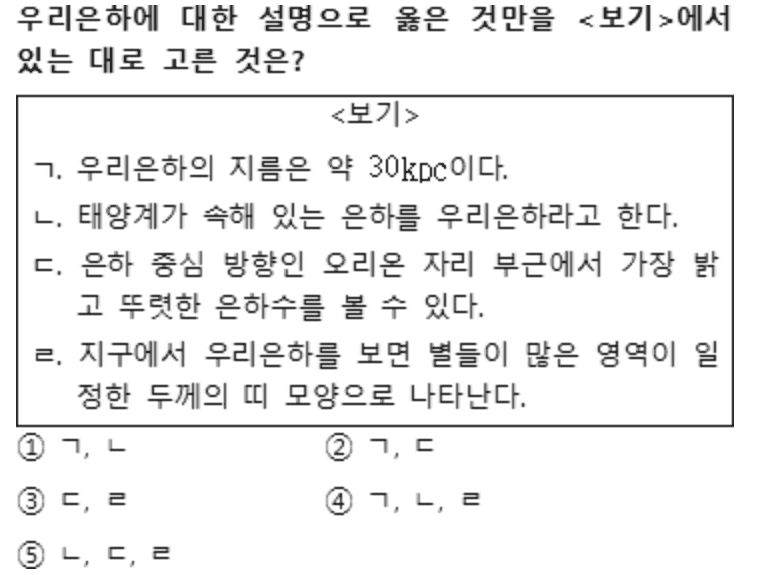 우리은하에 대한 설명으로 옳은 것만을 <보기>에서
있는 대로 고른 것은?
<보기>
ㄱ. 우리은하의 지름은 약 30kpc이다.
ㄴ. 태양계가 속해 있는 은하를 우리은하라고 한다.
ㄷ. 은하 중심 방향인 오리온 자리 부근에서 가장 밝
고 뚜렷한 은하수를 볼 수 있다.
ㄹ. 지구에서 우리은하를 보면 별들이 많은 영역이 일
정한 두께의 띠 모양으로 나타난다.
① ㄱ, ㄴ ② ㄱ, ㄷ
③ ㄷ, ㄹ ④ ㄱ, ㄴ, ㄹ
⑤ ㄴ, ㄷ, ㄹ